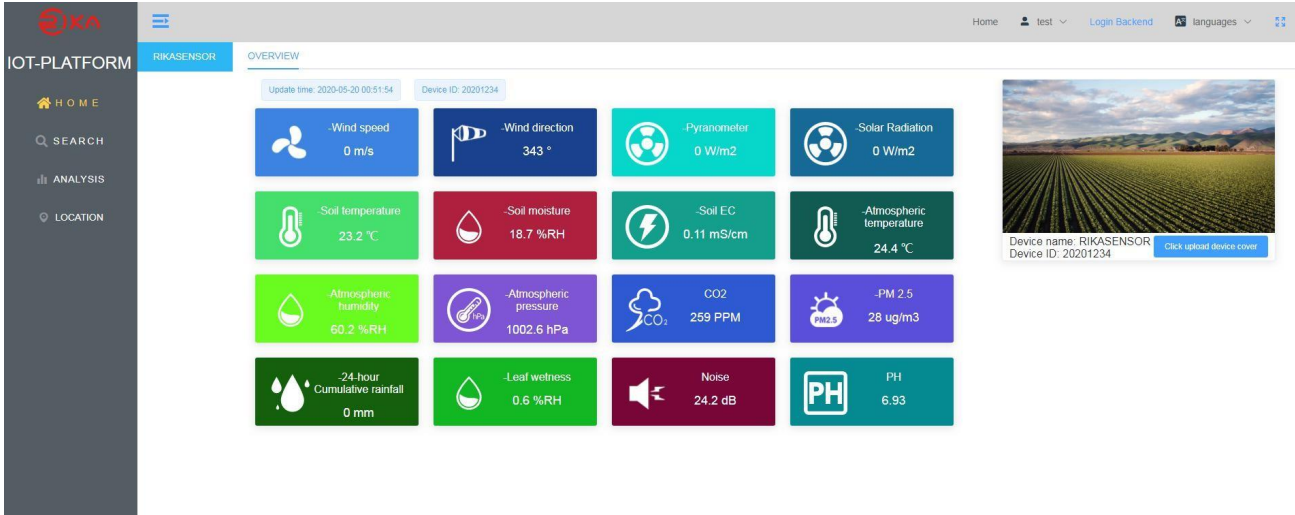 RKA
Home test Login Backend languages
IOT-PLATFORM
RIKASENSOR
OVERVIEW
HOME
SEARCH
ANALYSIS
LOCATION
Update time: 2020-05-20 00:51:54
Device ID: 20201234
-Wind speed
0 m/s
-Wind direction
343 °
-Pyranometer
0 W/m2
-Solar Radiation
0 W/m2
-Soil temperature
23.2 ℃
-Soil moisture
18.7 %RH
-Soil EC
0.11 mS/cm
-Atmospheric
temperature
24.4 ℃
-Atmospheric
humidity
60.2 %RH
-Atmospheric
pressure
1002.6 hPa
hPa
CO2
259 PPM
CO₂
-PM 2.5
28 ug/m3
PM2.5
-24-hour
Cumulative rainfall
0 mm
-Leaf wetness
0.6 %RH
Noise
24.2 dB
PH
PH
6.93
Device name: RIKASENSOR
Device ID: 20201234
Click upload device cover